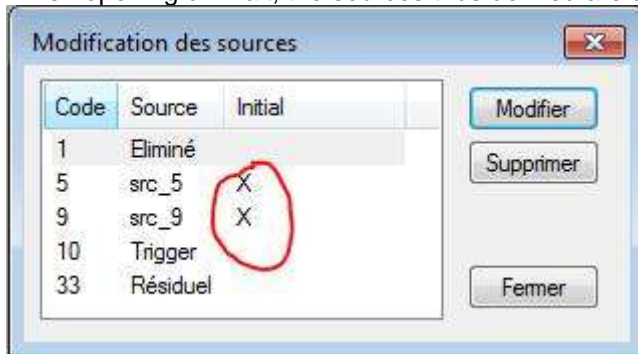 Modification des sources
Code Source Initial
1 Eliminé
5 src_5 X
9 src_9 X
10 Trigger
33 Résiduel
Modifier
Supprimer
Fermer